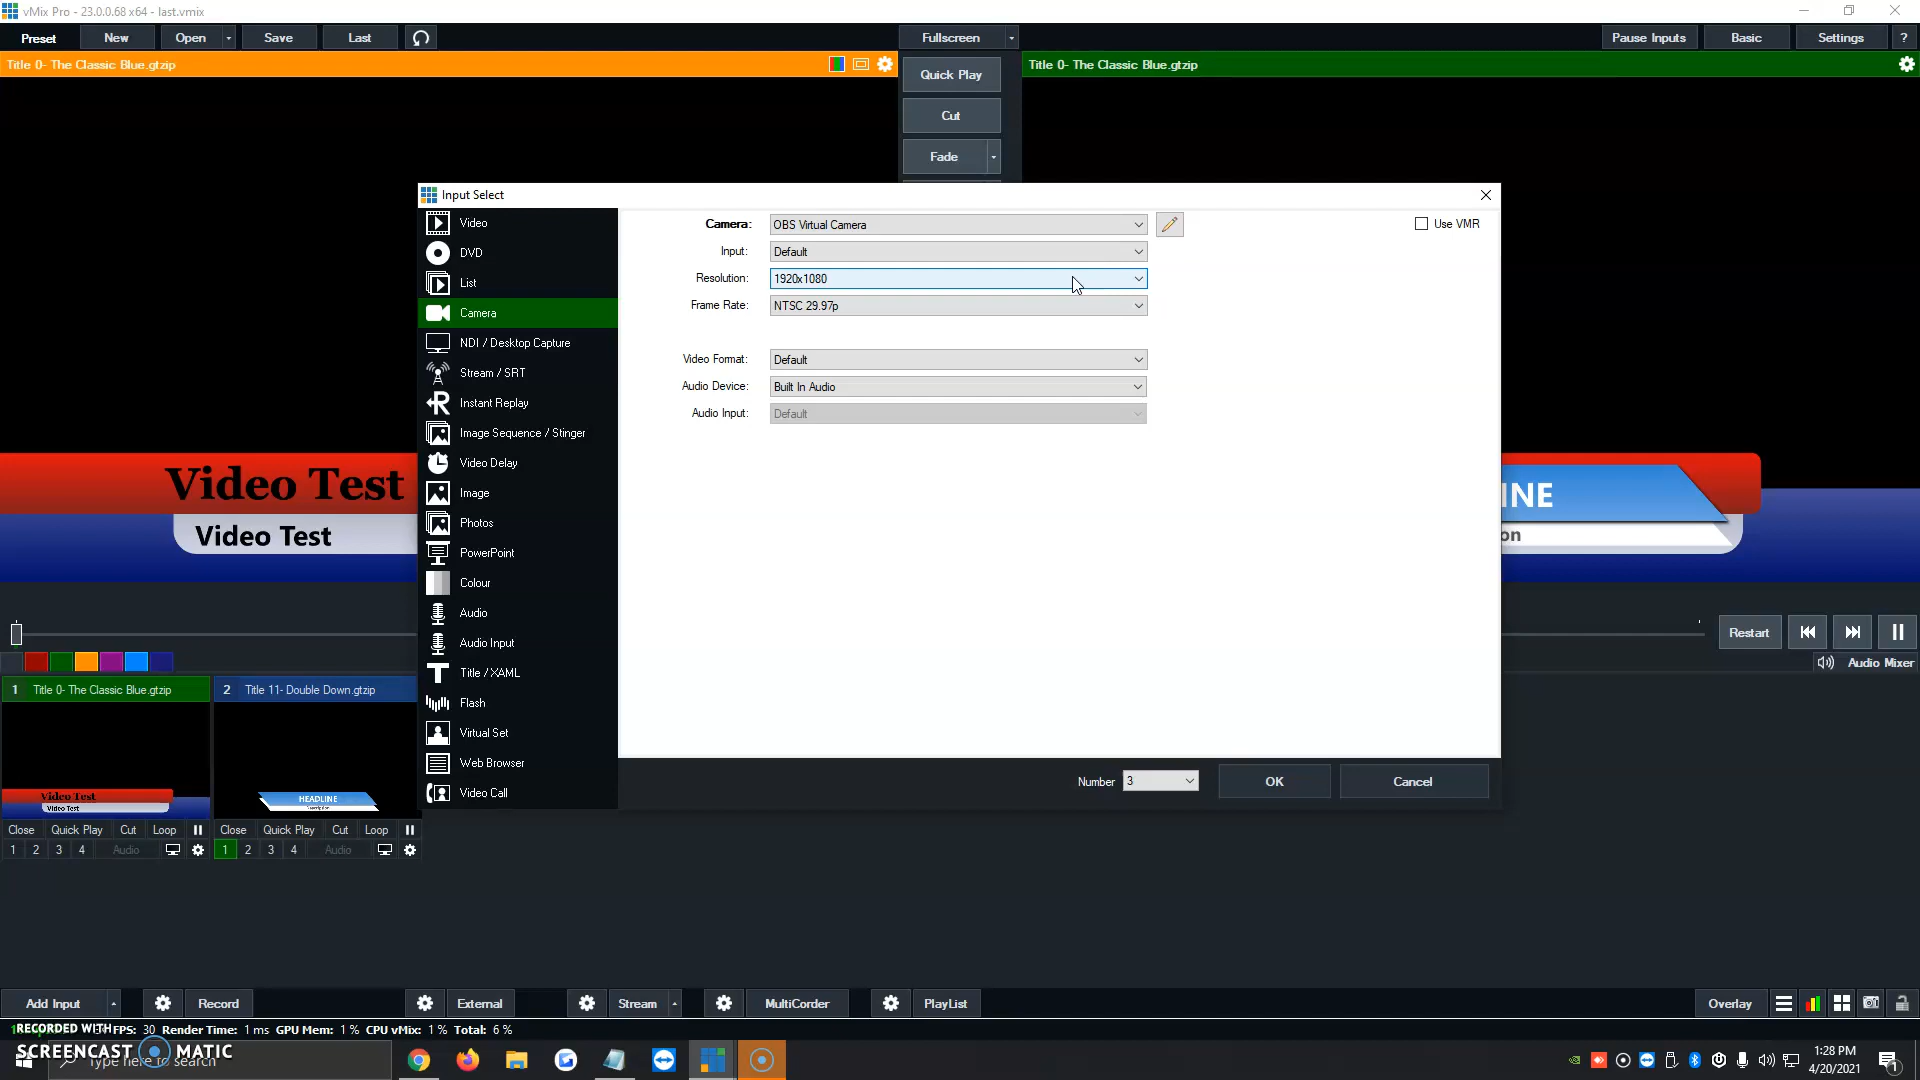 vMix Pro - 23.0.0.68 x64 - last.vmix
Preset New Open Save Last Fullscreen Pause Inputs Basic Settings ?
Title 0- The Classic Blue.gtzip
Quick Play
Title 0- The Classic Blue.gtzip
Cut
Fade
Input Select
Video
DVD
List
Camera
NDI / Desktop Capture
Stream / SRT
Instant Replay
Image Sequence / Stinger
Video Delay
Image
Photos
PowerPoint
Colour
Audio
Audio Input
Title / XAML
Flash
Virtual Set
Web Browser
Video Call
Camera: OBS Virtual Camera
Use VMR
Input: Default
Resolution: 1920x1080
Frame Rate: NTSC 29.97p
Video Format: Default
Audio Device: Built In Audio
Audio Input: Default
Number 3 OK Cancel
Video Test
Video Test
INE
on
Restart
Audio Mixer
1 Title 0- The Classic Blue.gtzip
Video Test
Video Test
Close Quick Play Cut Loop
1 2 3 4 Audio
2 Title 11- Double Down.gtzip
HEADLINE
Close Quick Play Cut Loop
1 2 3 4 Audio
Add Input Record External Stream MultiCorder PlayList Overlay
FPS: 30 Render Time: 1 ms GPU Mem: 1 % CPU vMix: 1 % Total: 6 %
RECORDED WITH
SCREENCAST MATIC
Type here to search
1:28 PM
4/20/2021
1